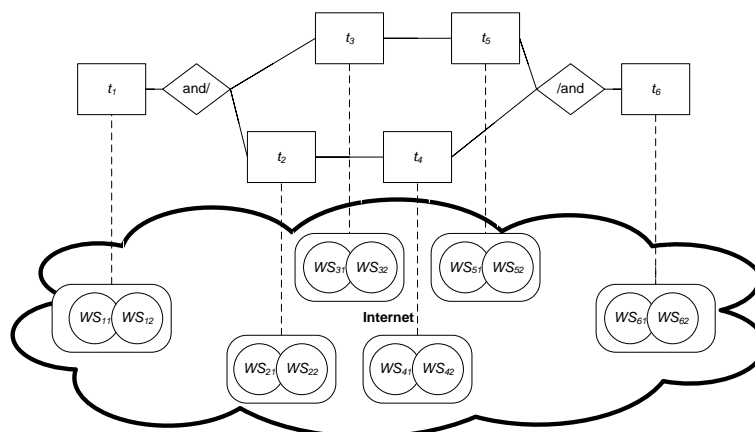 t3
t5
t1
and/
/and
t6
t2
t4
WS31 WS32
WS51 WS52
WS11 WS12
Internet
WS61 WS62
WS21 WS22
WS41 WS42